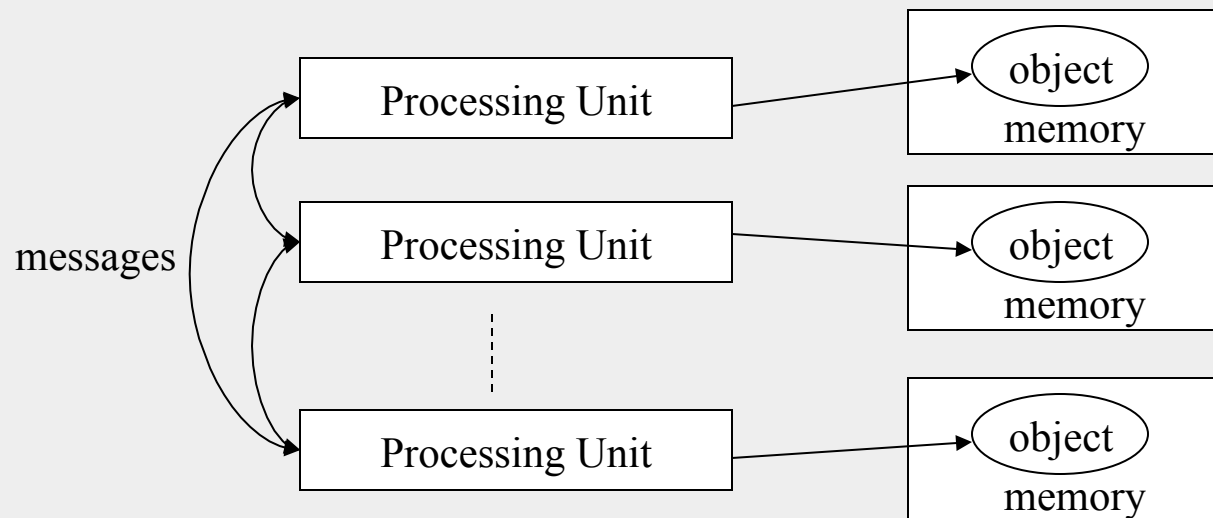 object
Processing Unit
memory
messages
Processing Unit
object
memory
Processing Unit
object
memory